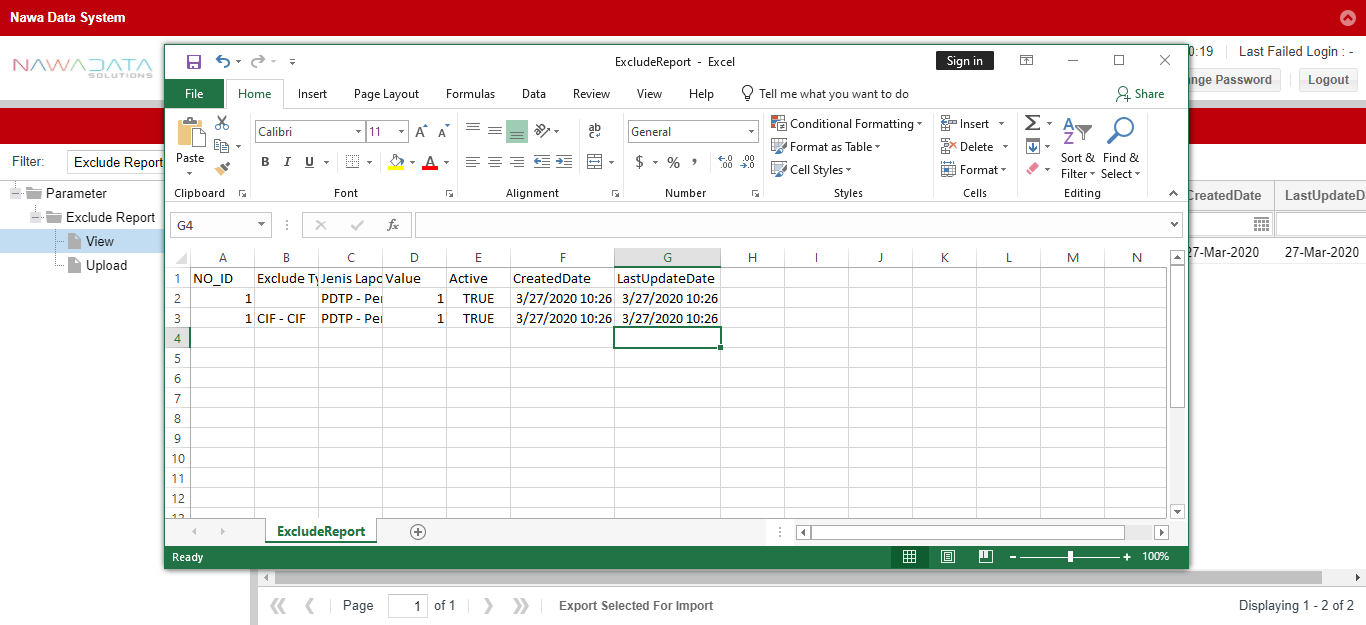 Nawa Data System
NAWADATA
SOLUTIONS
0:19 Last Failed Login : -
nge Password Logout
ExcludeReport - Excel
Sign in
File Home Insert Page Layout Formulas Data Review View Help Tell me what you want to do Share
Paste
Calibri 11
B I U
ab
General
$ % ,
Conditional Formatting
Format as Table
Cell Styles
Insert
Delete
Format
Sort & Filter
Find & Select
Clipboard Font Alignment Number Styles Cells Editing
Filter: Exclude Report
Parameter
Exclude Report
View
Upload
G4 fx
A B C D E F G H I J K L M N
1 NO_ID Exclude Ty Jenis Lapo Value Active CreatedDate LastUpdateDate
2 1 PDTP - Per 1 TRUE 3/27/2020 10:26 3/27/2020 10:26
3 1 CIF - CIF PDTP - Per 1 TRUE 3/27/2020 10:26 3/27/2020 10:26
4
5
6
7
8
9
10
11
12
CreatedDate LastUpdateD
27-Mar-2020 27-Mar-2020
ExcludeReport
Ready 100%
Page 1 of 1 Export Selected For Import Displaying 1 - 2 of 2